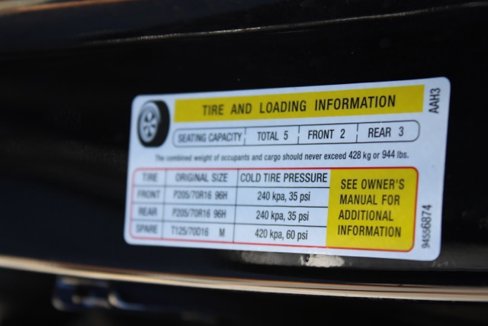 TIRE AND LOADING INFORMATION
SEATING CAPACITY TOTAL 5 FRONT 2 REAR 3
The combined weight of occupants and cargo should never exceed 428 kg or 944 lbs.
TIRE ORIGINAL SIZE COLD TIRE PRESSURE
FRONT P205/70R16 96H 240 kpa, 35 psi
REAR P205/70R16 96H 240 kpa, 35 psi
SPARE T125/70D16 M 420 kpa, 60 psi
SEE OWNER'S
MANUAL FOR
ADDITIONAL
INFORMATION
AAH3
94556874